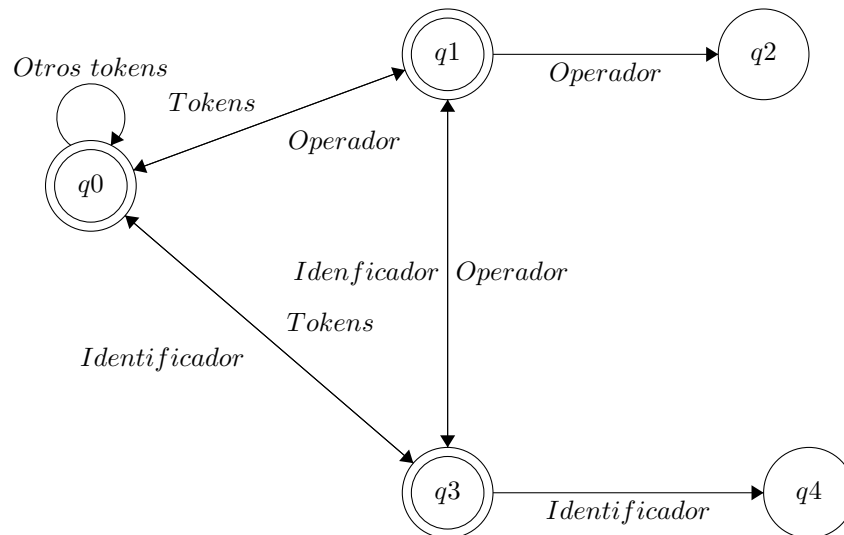 q1
q2
Otros tokens
Operador
Tokens
Operador
q0
Idenficador
Operador
Tokens
Identificador
q3
q4
Identificador